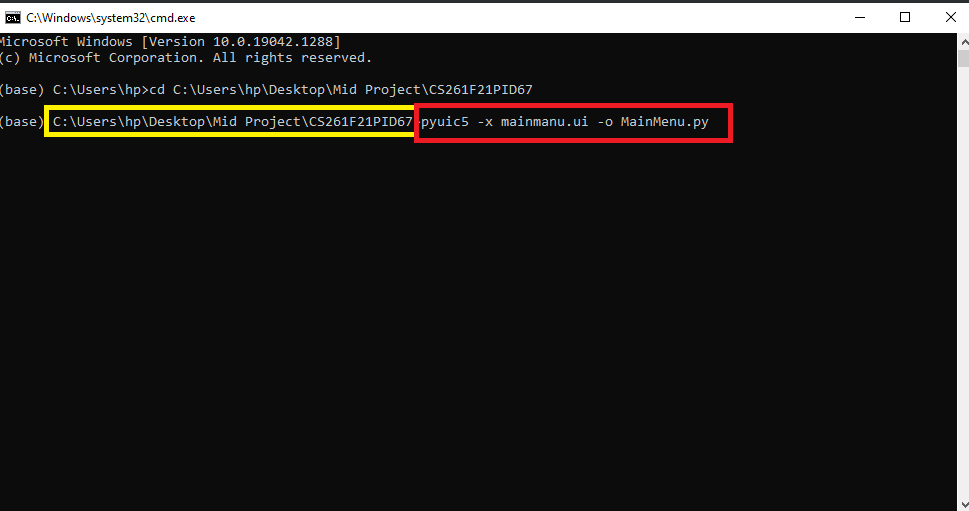 C:\Windows\system32\cmd.exe
Microsoft Windows [Version 10.0.19042.1288]
(c) Microsoft Corporation. All rights reserved.
(base) C:\Users\hp>cd C:\Users\hp\Desktop\Mid Project\CS261F21PID67
(base) C:\Users\hp\Desktop\Mid Project\CS261F21PID67>pyuic5 -x mainmanu.ui -o MainMenu.py